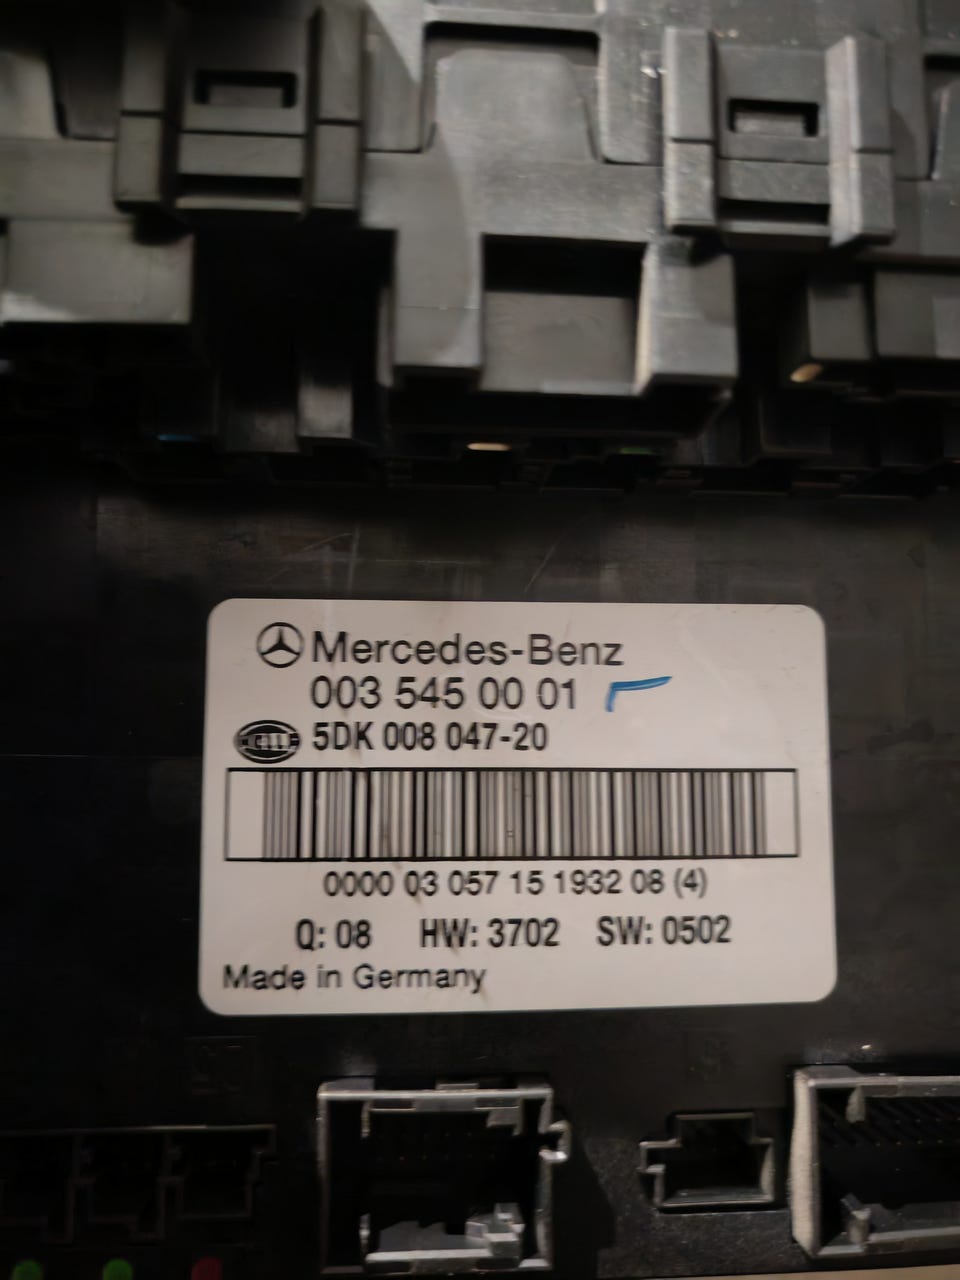 Mercedes-Benz
003 545 00 01
HELLA 5DK 008 047-20
0000 03 057 15 1932 08 (4)
Q: 08 HW: 3702 SW: 0502
Made in Germany